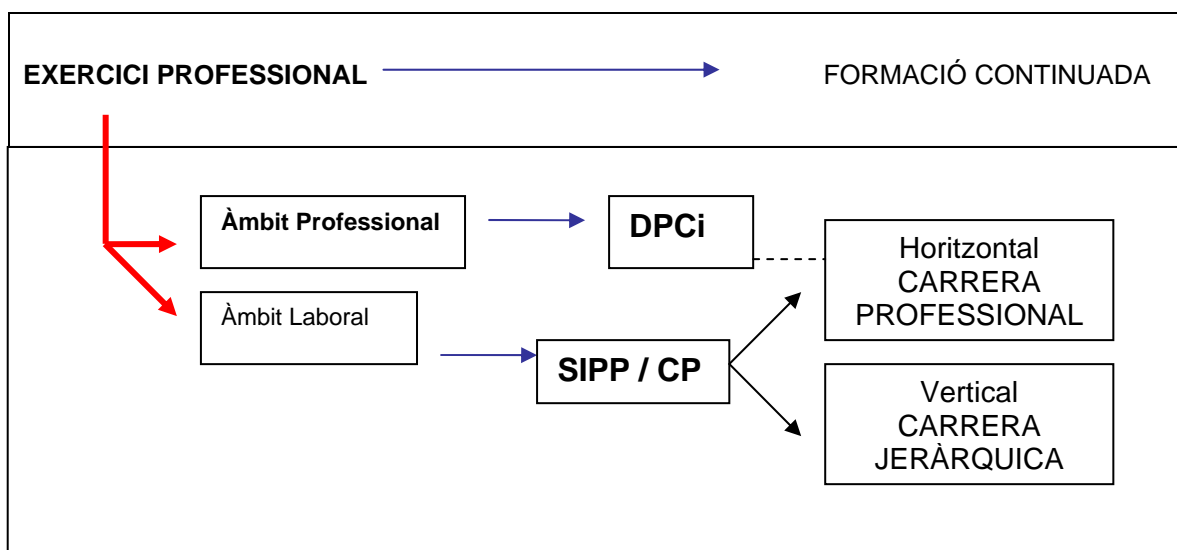 EXERCICI PROFESSIONAL
FORMACIÓ CONTINUADA
Àmbit Professional
DPCi
Horitzontal
CARRERA
PROFESSIONAL
Àmbit Laboral
SIPP / CP
Vertical
CARRERA
JERÀRQUICA